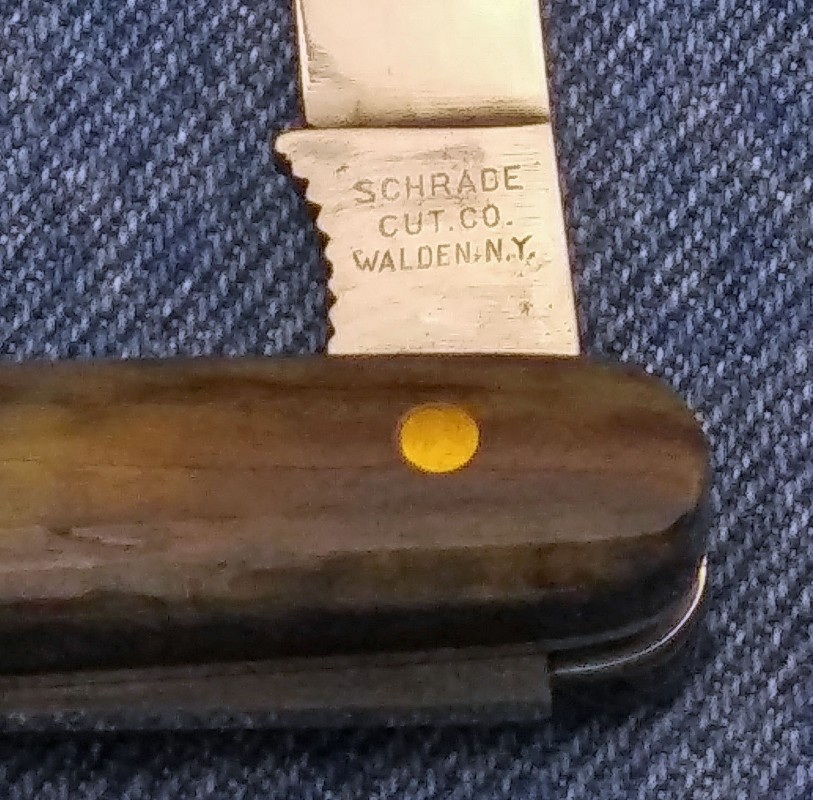 SCHRADE
CUT. CO.
WALDEN, N.Y.